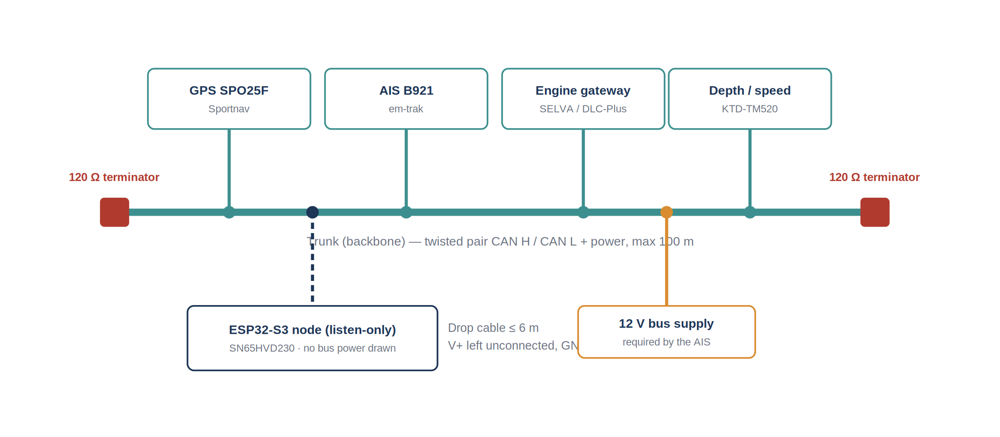 GPS SPO25F
Sportnav
AIS B921
em-trak
Engine gateway
SELVA / DLC-Plus
Depth / speed
KTD-TM520
120 Ω terminator
120 Ω terminator
Trunk (backbone) — twisted pair CAN H / CAN L + power, max 100 m
ESP32-S3 node (listen-only)
SN65HVD230 · no bus power drawn
Drop cable ≤ 6 m
V+ left unconnected,
12 V bus supply
required by the AIS